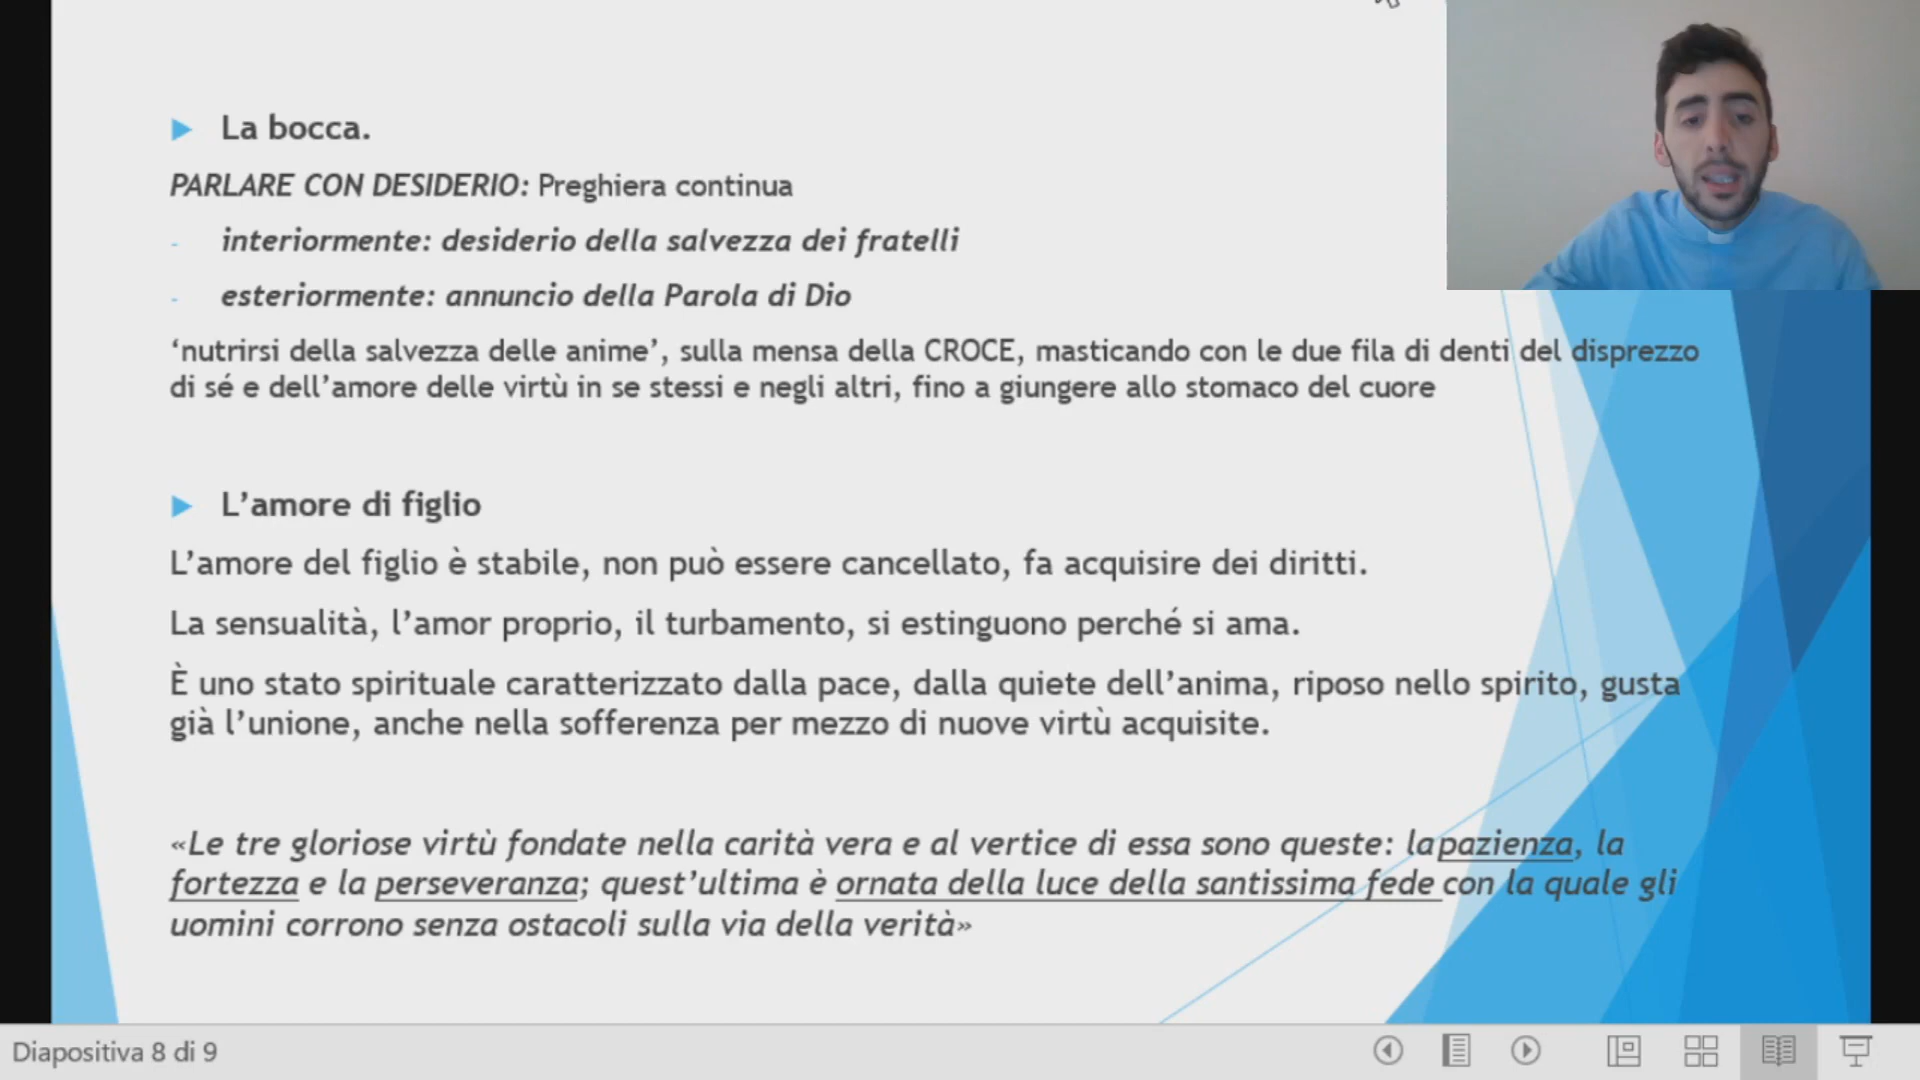 La bocca.
PARLARE CON DESIDERIO: Preghiera continua
- interiormente: desiderio della salvezza dei fratelli
- esteriormente: annuncio della Parola di Dio
‘nutrirsi della salvezza delle anime’, sulla mensa della CROCE, masticando con le due fila di denti del disprezzo
di sé e dell’amore delle virtù in se stessi e negli altri, fino a giungere allo stomaco del cuore
L’amore di figlio
L’amore del figlio è stabile, non può essere cancellato, fa acquisire dei diritti.
La sensualità, l’amor proprio, il turbamento, si estinguono perché si ama.
È uno stato spirituale caratterizzato dalla pace, dalla quiete dell’anima, riposo nello spirito, gusta
già l’unione, anche nella sofferenza per mezzo di nuove virtù acquisite.
«Le tre gloriose virtù fondate nella carità vera e al vertice di essa sono queste: la pazienza, la
fortezza e la perseveranza; quest’ultima è ornata della luce della santissima fede con la quale gli
uomini corrono senza ostacoli sulla via della verità»
Diapositiva 8 di 9